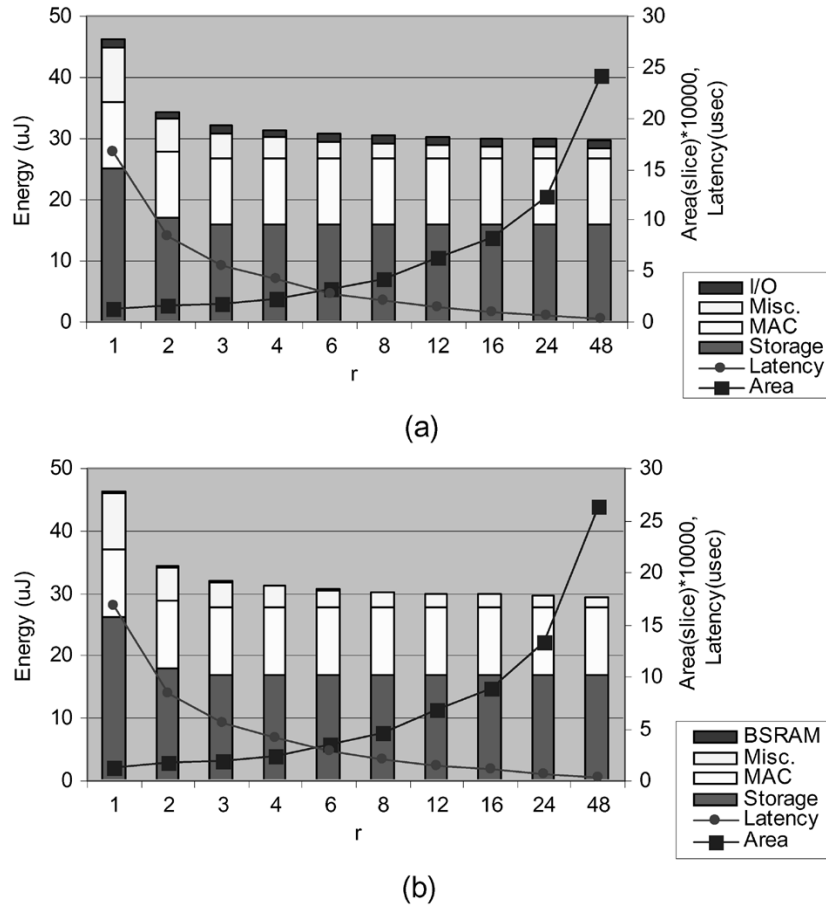 50
40
30
20
10
0
Energy (uJ)
30
25
20
15
10
5
0
Area(slice)*10000,
Latency(usec)
1 2 3 4 6 8 12 16 24 48
r
I/O
Misc.
MAC
Storage
Latency
Area
(a)
50
40
30
20
10
0
Energy (uJ)
30
25
20
15
10
5
0
Area(slice)*10000,
Latency(usec)
1 2 3 4 6 8 12 16 24 48
r
BSRAM
Misc.
MAC
Storage
Latency
Area
(b)